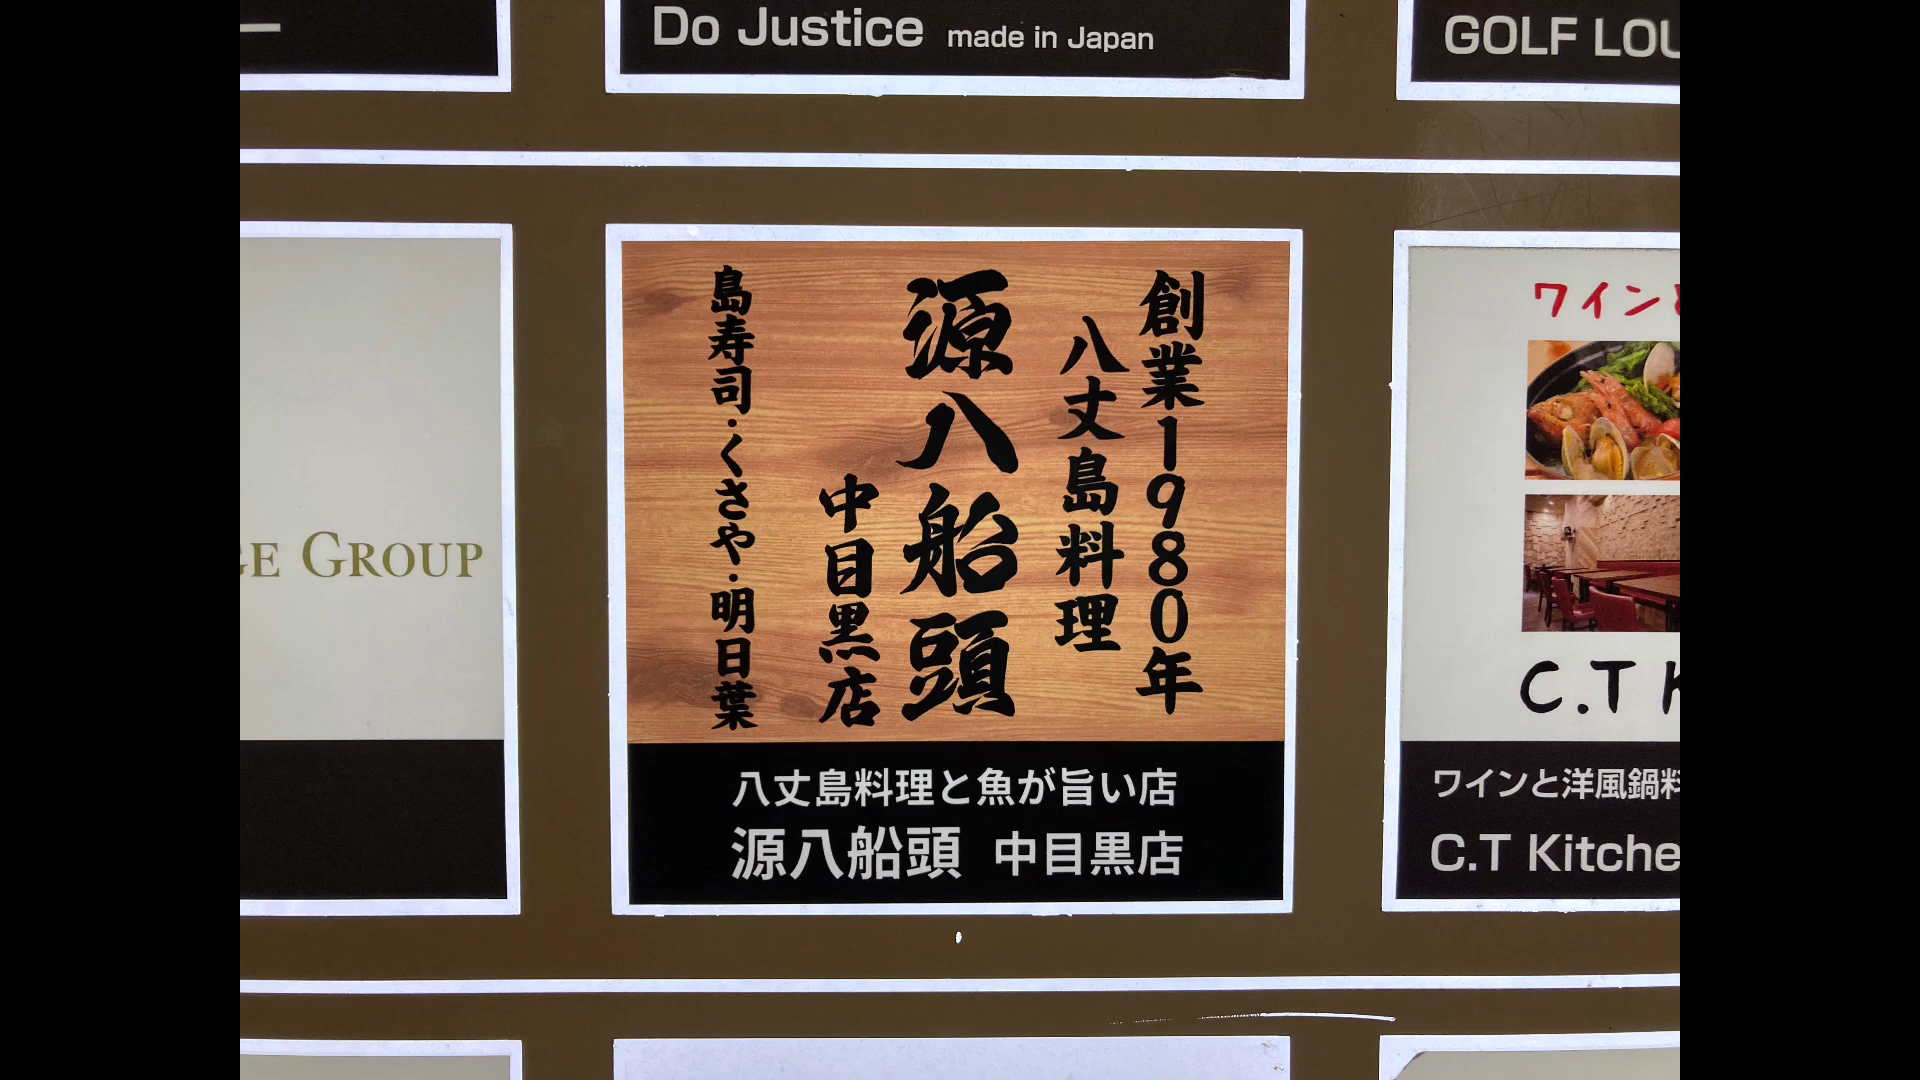 Do Justice made in Japan
GOLF LOU
GE GROUP
創業1980年
八丈島料理
源八船頭
中目黒店
島寿司・くさや・明日葉
八丈島料理と魚が旨い店
源八船頭 中目黒店
ワインと
C.T K
ワインと洋風鍋料
C.T Kitche